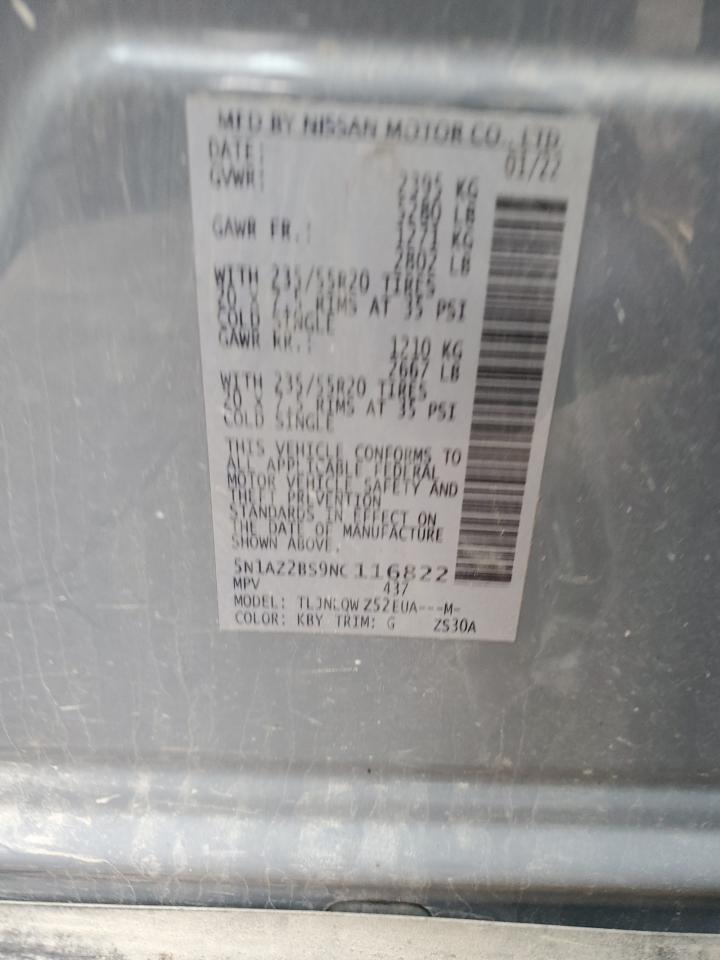 MFD BY NISSAN MOTOR CO., LTD.
DATE: 01/22
GVWR: 2395 KG
5280 LB
GAWR FR.: 1271 KG
2802 LB
WITH 235/55R20 TIRES
20 X 7.5 RIMS AT 35 PSI
COLD SINGLE
GAWR RR.: 1210 KG
2667 LB
WITH 235/55R20 TIRES
20 X 7.5 RIMS AT 35 PSI
COLD SINGLE
THIS VEHICLE CONFORMS TO
ALL APPLICABLE FEDERAL
MOTOR VEHICLE SAFETY AND
THEFT PREVENTION
STANDARDS IN EFFECT ON
THE DATE OF MANUFACTURE
SHOWN ABOVE.
5N1AZ2BS9NC116822
MPV 437
MODEL: TLJNLQW Z52EUA---M-
COLOR: KBY TRIM: G ZS30A